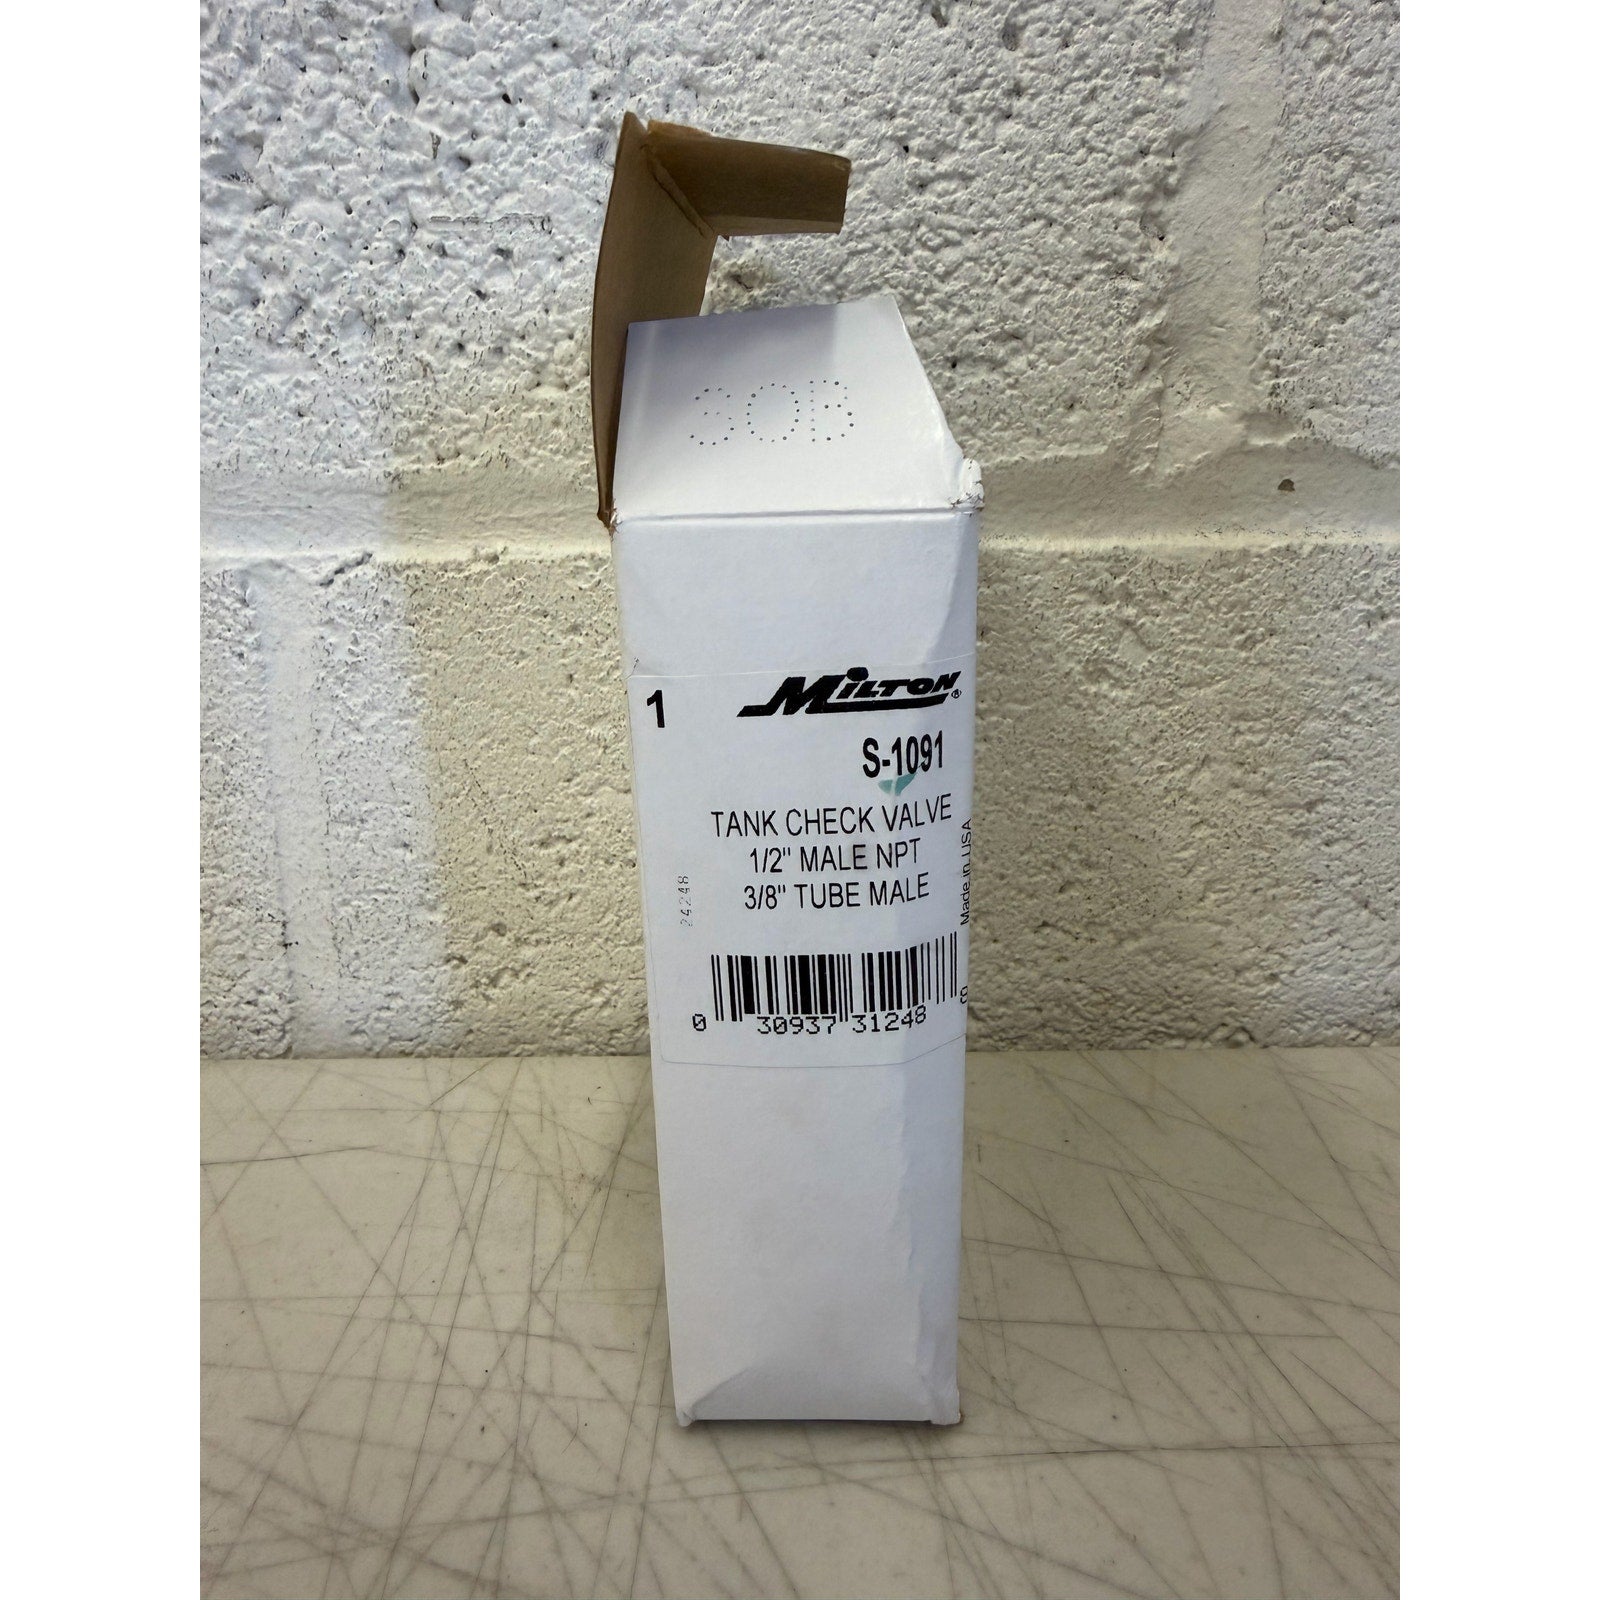 30B
1
MILTON®
S-1091
TANK CHECK VALVE
1/2" MALE NPT
3/8" TUBE MALE
24248
Made in USA
0 30937 31248